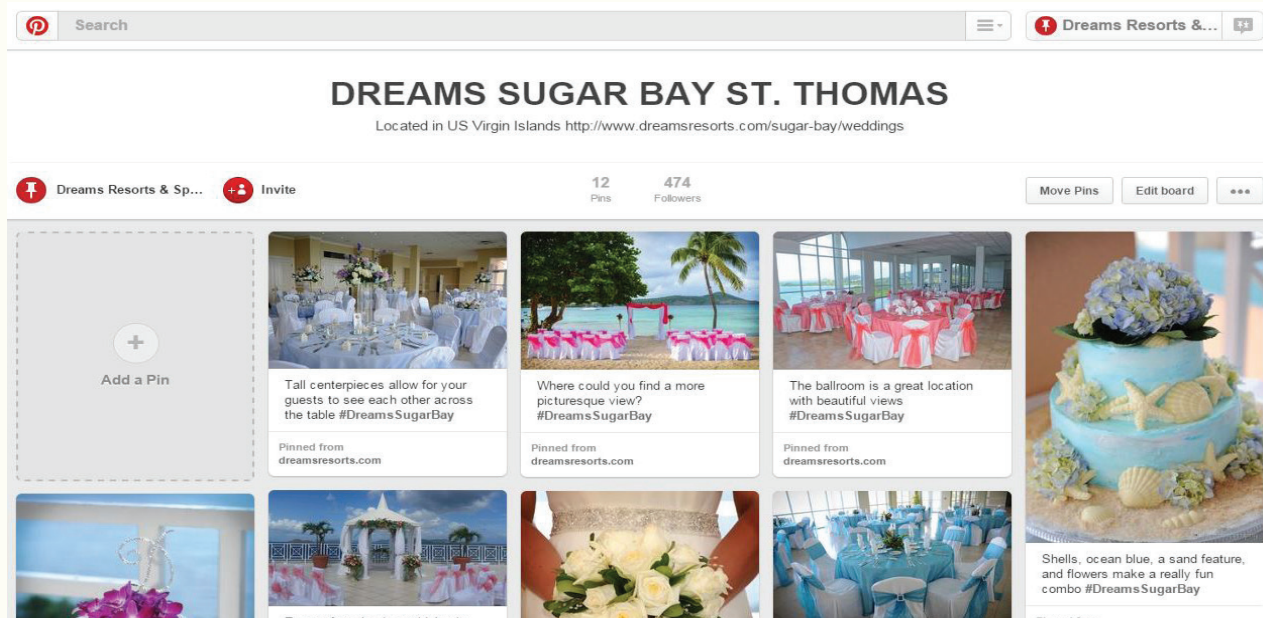 Search
Dreams Resorts &...
DREAMS SUGAR BAY ST. THOMAS
Located in US Virgin Islands http://www.dreamsresorts.com/sugar-bay/weddings
Dreams Resorts & Sp...
Invite
12
Pins
474
Followers
Move Pins
Edit board
Add a Pin
Tall centerpieces allow for your
guests to see each other across
the table #DreamsSugarBay
Pinned from
dreamsresorts.com
Where could you find a more
picturesque view?
#DreamsSugarBay
Pinned from
dreamsresorts.com
The ballroom is a great location
with beautiful views
#DreamsSugarBay
Pinned from
dreamsresorts.com
Shells, ocean blue, a sand feature,
and flowers make a really fun
combo #DreamsSugarBay